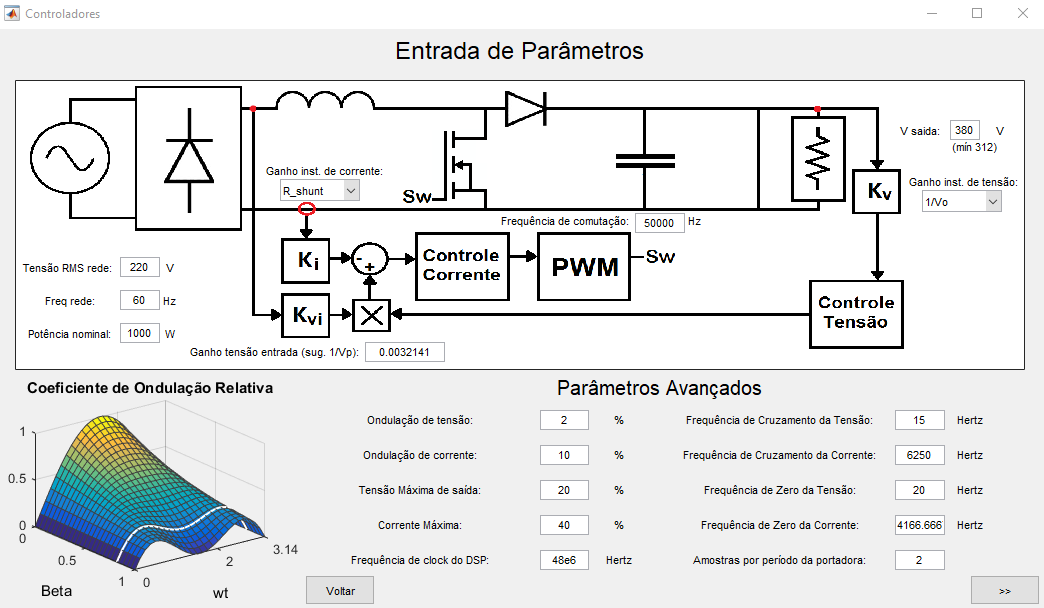 Controladores
Entrada de Parâmetros
V saida: 380 V
(mín 312)
Ganho inst. de corrente:
R_shunt
Sw
Ganho inst. de tensão:
1/Vo
Kv
Frequência de comutação: 50000 Hz
Ki
-
+
Controle
Corrente
PWM
Sw
Tensão RMS rede: 220 V
Freq rede: 60 Hz
Potência nominal: 1000 W
Kvi
Controle
Tensão
Ganho tensão entrada (sug. 1/Vp): 0.0032141
Coeficiente de Ondulação Relativa
1
0.5
0
0
0.5
1
Beta
0
2
3.14
wt
Parâmetros Avançados
Ondulação de tensão: 2 %
Frequência de Cruzamento da Tensão: 15 Hertz
Ondulação de corrente: 10 %
Frequência de Cruzamento da Corrente: 6250 Hertz
Tensão Máxima de saída: 20 %
Frequência de Zero da Tensão: 20 Hertz
Corrente Máxima: 40 %
Frequência de Zero da Corrente: 4166.666 Hertz
Frequência de clock do DSP: 48e6 Hertz
Amostras por período da portadora: 2
Voltar
>>